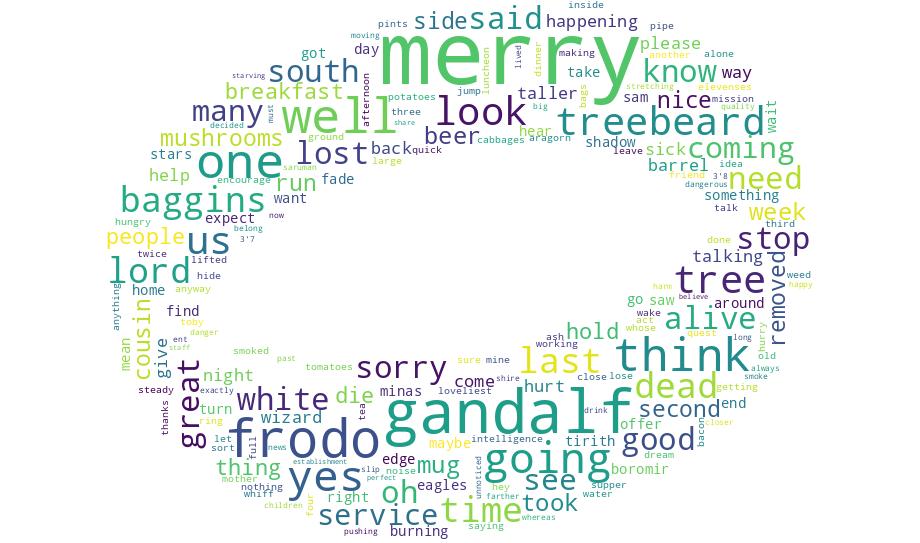 inside
pints side said happening pipe
moving merry
got day luncheon lived dinner making please another
starving south afternoon take know way alone
breakfast potatoes jump taller bags stretching elevenses
many well three look big sam nice mission
decided must share beer treebeard quality wait
mushrooms ground cabbages aragorn hear shadow leave
stars one lost back quick sick coming
help encourage saruman large barrel idea 3'8
run fade friend dangerous need
baggins want something
hungry expect now talk week third
people us belong 3'7 done stop
twice lifted talking
lord hide tree removed weed
home anyway harm believe happy
anything cousin go saw around
find wake alive
toby act whose quest long
mean give ent danger ash hold hurry old
staff working think always
smoked past sorry last close lose smoke
great tomatoes sure mine
steady exactly white come shire hurt dead getting
night die minas loveliest
thanks turn wizard tea gandalf drink second end
ring frodo offer closer
let full maybe intelligence tirith good bacon
sort news edge going dream
thing establishment mug noise boromir
mother yes slip eagles see supper
nothing perfect unnoticed hey water
whiff right oh farther took
children four service time whereas
saying
pushing burning